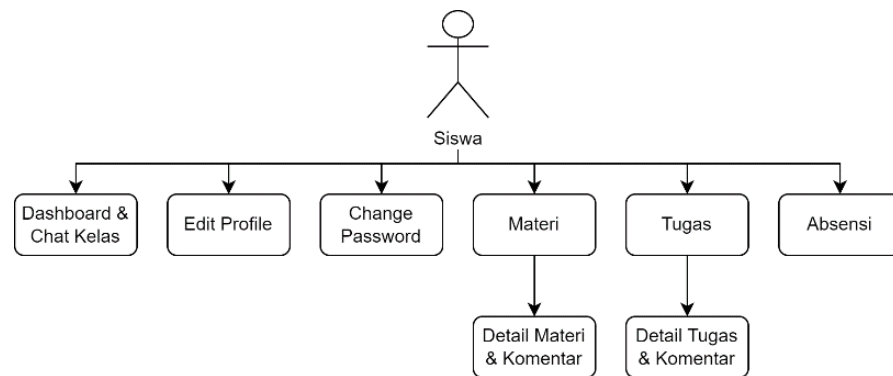 Siswa
Dashboard &
Chat Kelas
Edit Profile
Change
Password
Materi
Tugas
Absensi
Detail Materi
& Komentar
Detail Tugas
& Komentar